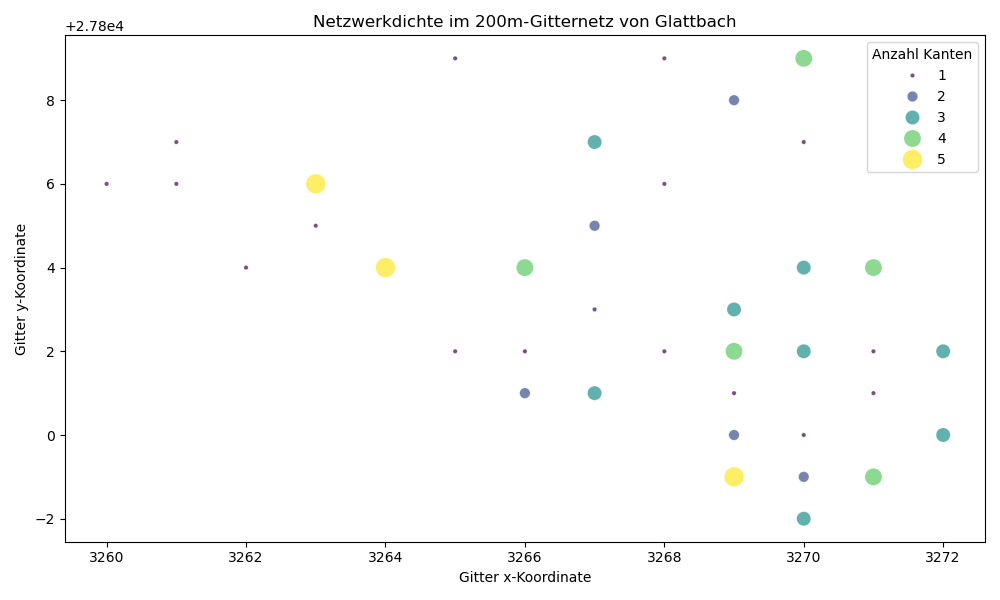 Netzwerkdichte im 200m-Gitternetz von Glattbach
+2.78e4
Anzahl Kanten
1
2
3
4
5
Gitter y-Koordinate
8
6
4
2
0
−2
3260 3262 3264 3266 3268 3270 3272
Gitter x-Koordinate